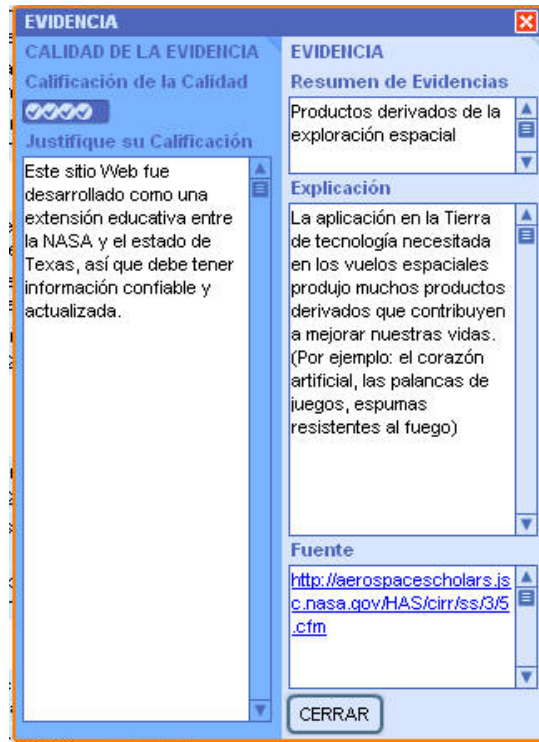 EVIDENCIA
CALIDAD DE LA EVIDENCIA
Calificación de la Calidad
Justifique su Calificación
Este sitio Web fue
desarrollado como una
extensión educativa entre
la NASA y el estado de
Texas, así que debe tener
información confiable y
actualizada.
EVIDENCIA
Resumen de Evidencias
Productos derivados de la
exploración espacial
Explicación
La aplicación en la Tierra
de tecnología necesitada
en los vuelos espaciales
produjo muchos productos
derivados que contribuyen
a mejorar nuestras vidas.
(Por ejemplo: el corazón
artificial, las palancas de
juegos, espumas
resistentes al fuego)
Fuente
http://aerospacescholars.js
c.nasa.gov/HAS/cirr/ss/3/5
.cfm
CERRAR